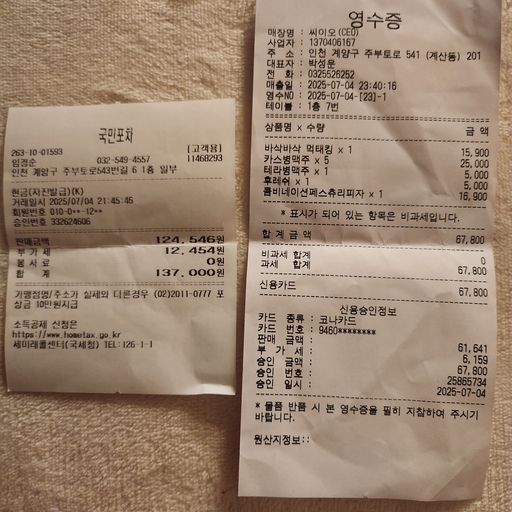 국민포차
[고객용]
263-10-01593 11468293
임경순 032-549-4557
인천 계양구 주부토로543번길 6 1층 일부
현금(자진발급)(K)
거래일시 2025/07/04 21:45:46
회원번호 010-0**-12**
승인번호 332624606
판매금액 124,546원
부 가 세 12,454원
봉 사 료 0원
합 계 137,000원
가맹점명/주소가 실제와 다른경우 (02)2011-0777 포
상금 10만원지급
소득공제 신청은
https://www.hometax.go.kr
세미래콜센터(국세청) TEL:126-1-1
영수증
매장명 : 씨이오(CEO)
사업자 : 1370406167
주 소 : 인천 계양구 주부토로 541 (계산동) 201
대표자 : 박성운
전 화 : 0325526252
매출일 : 2025-07-04 23:40:16
영수NO : 2025-07-04-[23]-1
테이블 : 1층 7번
상품명 x 수량 금 액
바삭바삭 먹태킹 x 1 15,900
카스병맥주 x 5 25,000
테라병맥주 x 1 5,000
후레쉬 x 1 5,000
콤비네이션페스츄리피자 x 1 16,900
* 표시가 되어 있는 항목은 비과세입니다.
합 계 금 액 67,800
비과세 합계 0
과세 합계 67,800
신용카드 67,800
신용승인정보
카드 종류 : 코나카드
카드 번호 : 9460********
판매 금액 : 61,641
부 가 세 : 6,159
승인 금액 : 67,800
승인 번호 : 25865734
승인 일시 : 2025-07-04
* 물품 반품 시 본 영수증을 필히 지참하여 주시기
바랍니다.
원산지정보::